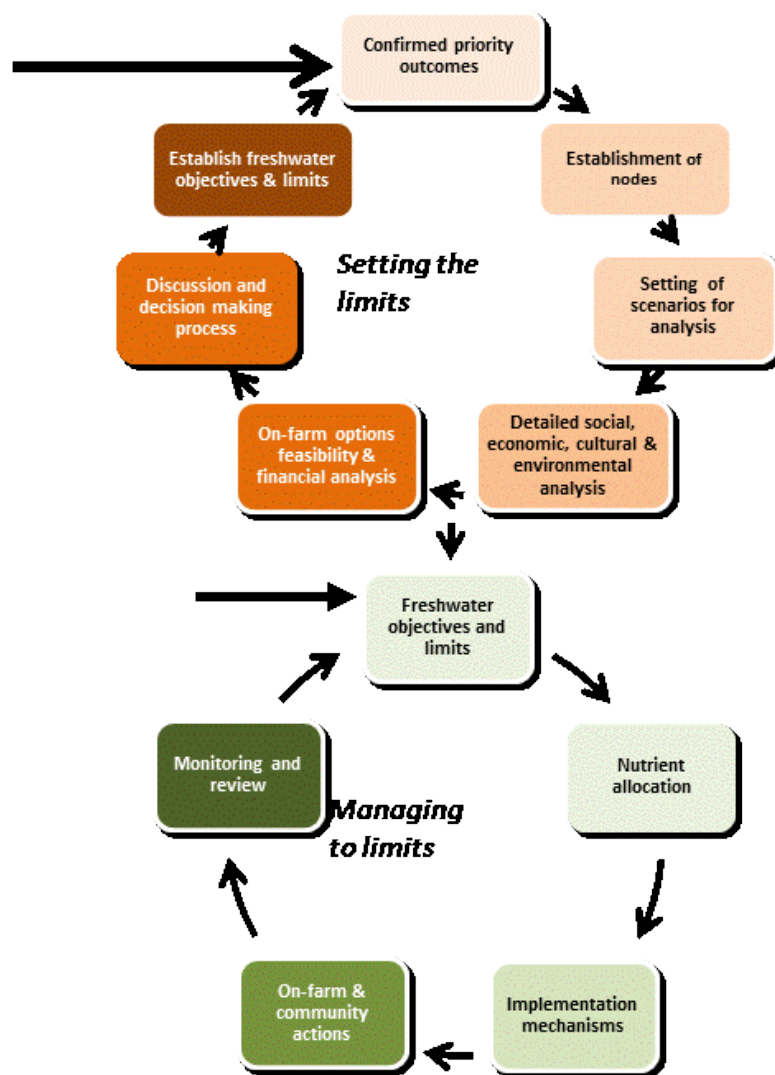 Confirmed priority
outcomes
Establish freshwater
objectives & limits
Establishment of
nodes
Setting the
limits
Discussion and
decision making
process
Setting of
scenarios for
analysis
On-farm options
feasibility &
financial analysis
Detailed social,
economic, cultural &
environmental
analysis
Freshwater
objectives and
limits
Monitoring and
review
Nutrient
allocation
Managing
to limits
On-farm &
community
actions
Implementation
mechanisms